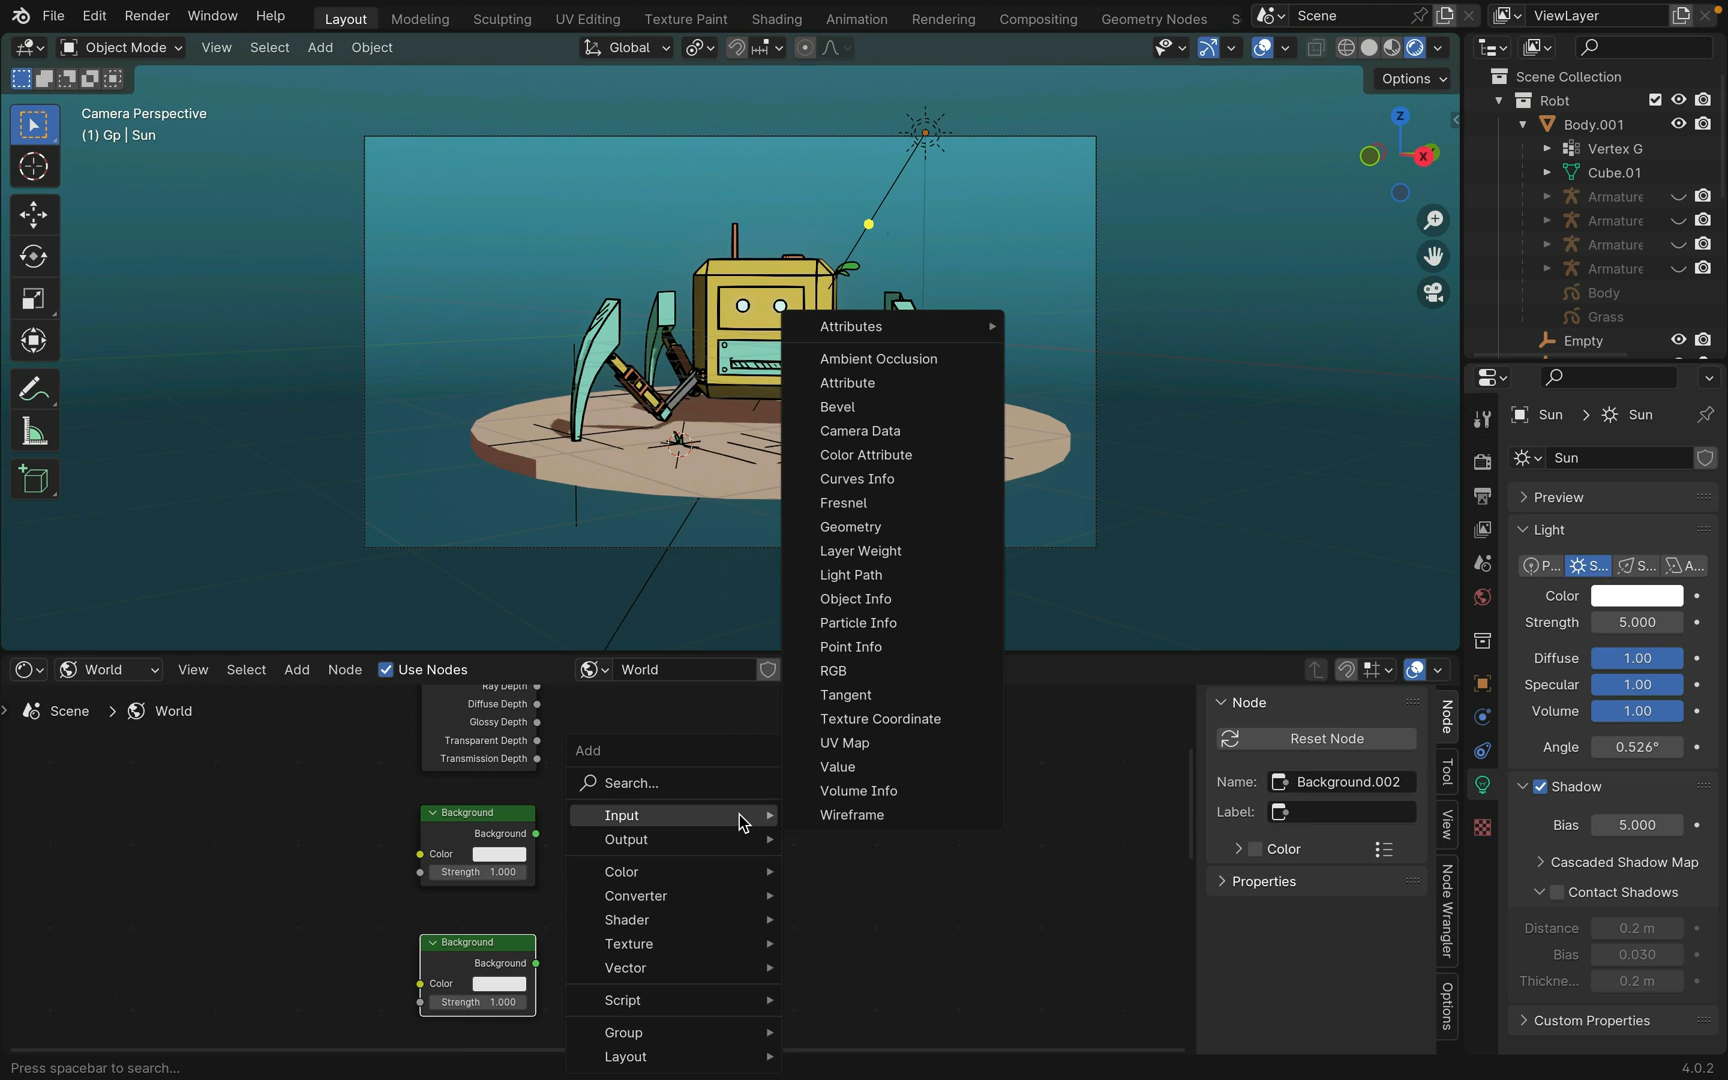 File Edit Render Window Help
Layout Modeling Sculpting UV Editing Texture Paint Shading Animation Rendering Compositing Geometry Nodes S
Scene
ViewLayer
Object Mode View Select Add Object
Global
Options
Camera Perspective
(1) Gp | Sun
Z
X
Scene Collection
Robt
Body.001
Vertex G
Cube.01
Armature
Armature
Armature
Armature
Body
Grass
Empty
Sun > Sun
Sun
Preview
Light
P... S... S... A...
Color
Strength 5.000
Diffuse 1.00
Specular 1.00
Volume 1.00
Angle 0.526°
Shadow
Bias 5.000
Cascaded Shadow Map
Contact Shadows
Distance 0.2 m
Bias 0.030
Thickne... 0.2 m
Custom Properties
Attributes
Ambient Occlusion
Attribute
Bevel
Camera Data
Color Attribute
Curves Info
Fresnel
Geometry
Layer Weight
Light Path
Object Info
Particle Info
Point Info
RGB
Tangent
Texture Coordinate
UV Map
Value
Volume Info
Wireframe
World View Select Add Node Use Nodes
World
Scene > World
Ray Depth
Diffuse Depth
Glossy Depth
Transparent Depth
Transmission Depth
Background
Background
Color
Strength 1.000
Background
Background
Color
Strength 1.000
Add
Search...
Input
Output
Color
Converter
Shader
Texture
Vector
Script
Group
Layout
Node
Reset Node
Name: Background.002
Label:
Color
Properties
Node
Tool
View
Node Wrangler
Options
Press spacebar to search...
4.0.2